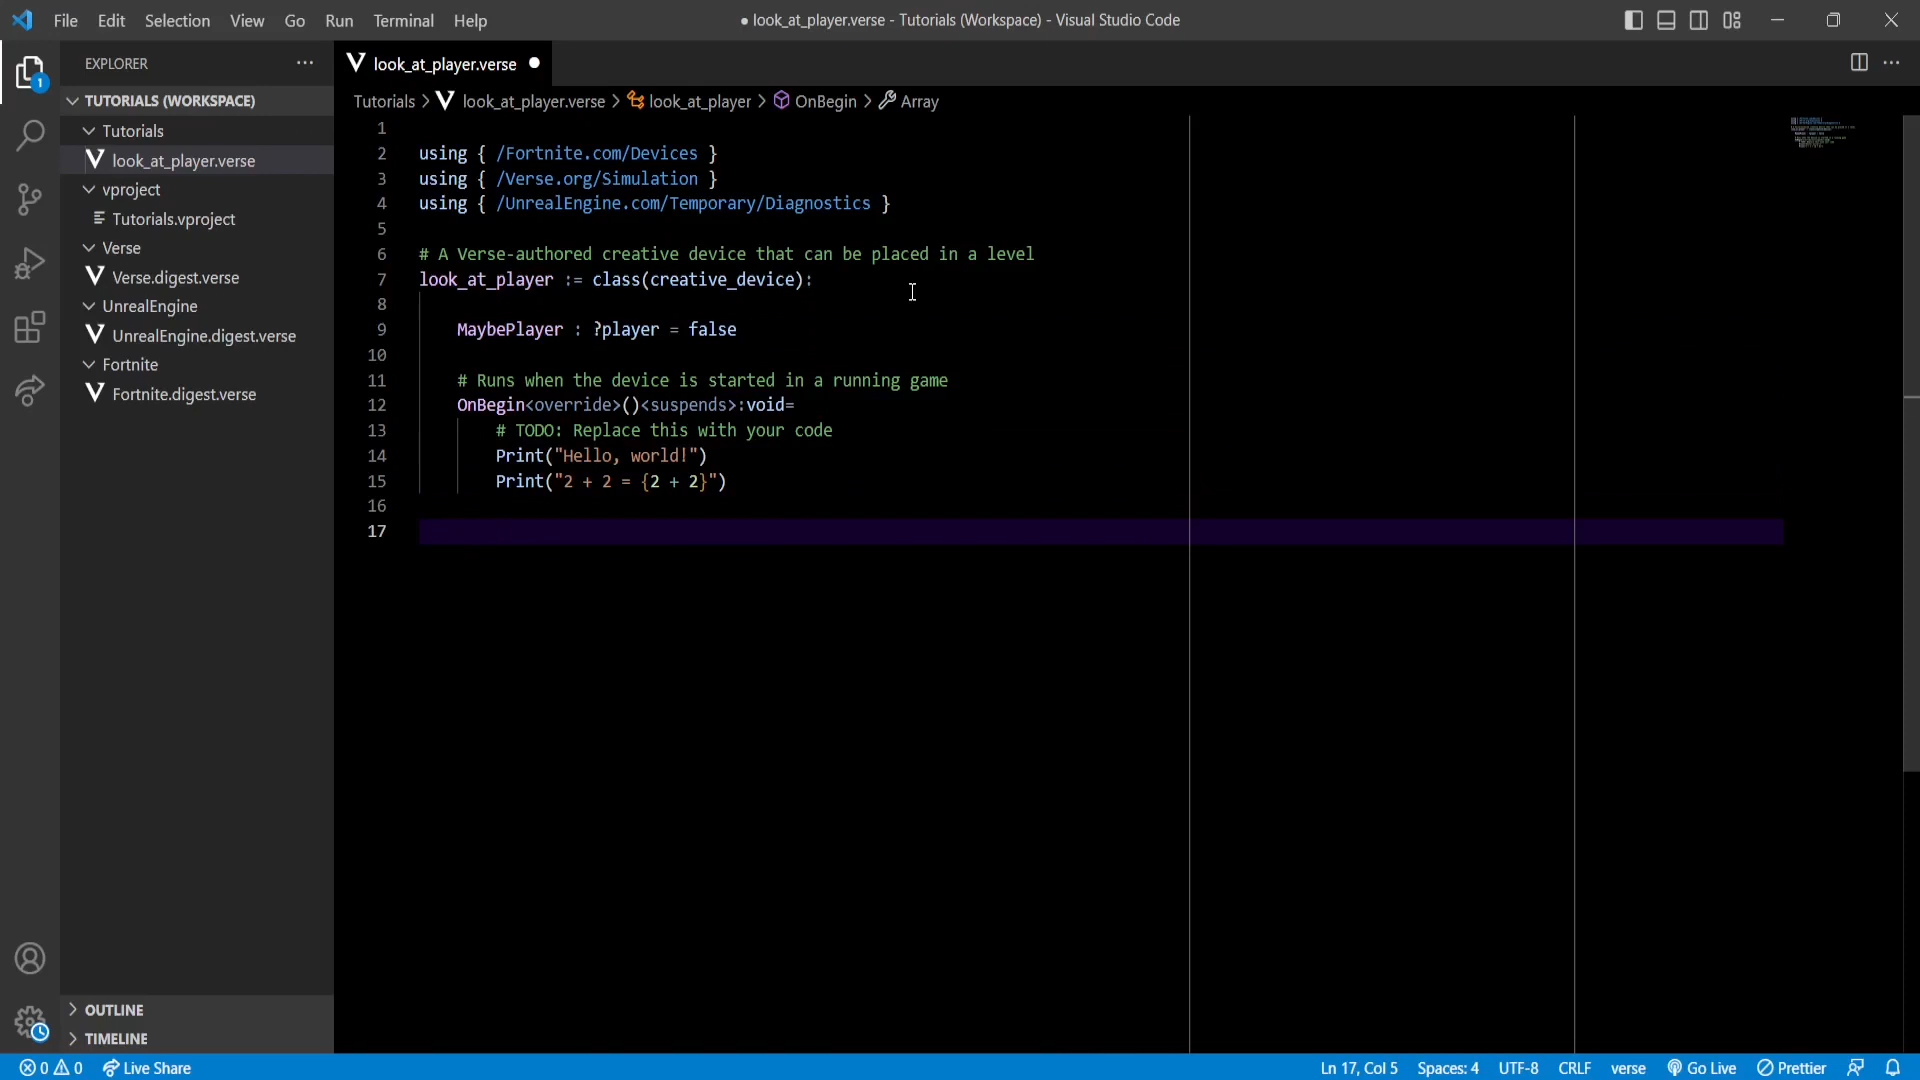 File Edit Selection View Go Run Terminal Help
● look_at_player.verse - Tutorials (Workspace) - Visual Studio Code
EXPLORER ···
1
TUTORIALS (WORKSPACE)
Tutorials
look_at_player.verse
vproject
Tutorials.vproject
Verse
Verse.digest.verse
UnrealEngine
UnrealEngine.digest.verse
Fortnite
Fortnite.digest.verse
OUTLINE
TIMELINE
look_at_player.verse ●
Tutorials > look_at_player.verse > look_at_player > OnBegin > Array
1
2 using { /Fortnite.com/Devices }
3 using { /Verse.org/Simulation }
4 using { /UnrealEngine.com/Temporary/Diagnostics }
5
6 # A Verse-authored creative device that can be placed in a level
7 look_at_player := class(creative_device):
8
9 MaybePlayer : ?player = false
10
11 # Runs when the device is started in a running game
12 OnBegin<override>()<suspends>:void=
13 # TODO: Replace this with your code
14 Print("Hello, world!")
15 Print("2 + 2 = {2 + 2}")
16
17
0 0 Live Share Ln 17, Col 5 Spaces: 4 UTF-8 CRLF verse Go Live Prettier